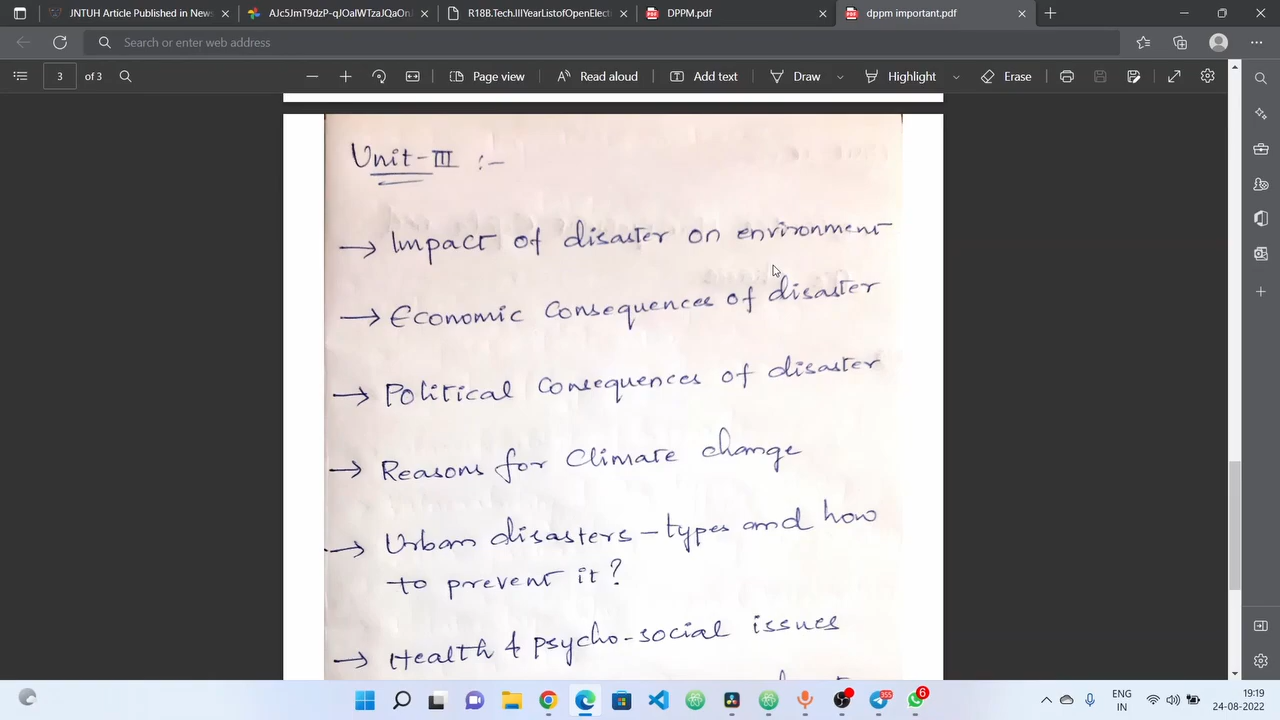 JNTUH Article Published in News
AJc5JmT9dzP-qJOalWTzaJQaOn
R18B.Tech.IIIYearListofOpenElect
DPPM.pdf
dppm important.pdf
Search or enter web address
3 of 3
Page view
Read aloud
Add text
Draw
Highlight
Erase
Unit-III :-
→ Impact of disaster on environment
→ Economic Consequences of disaster
→ Political Consequences of disaster
→ Reasons for Climate change
→ Urban disasters - types and how
to prevent it?
→ Health & psycho-social issues
355
6
ENG
IN
19:19
24-08-2022